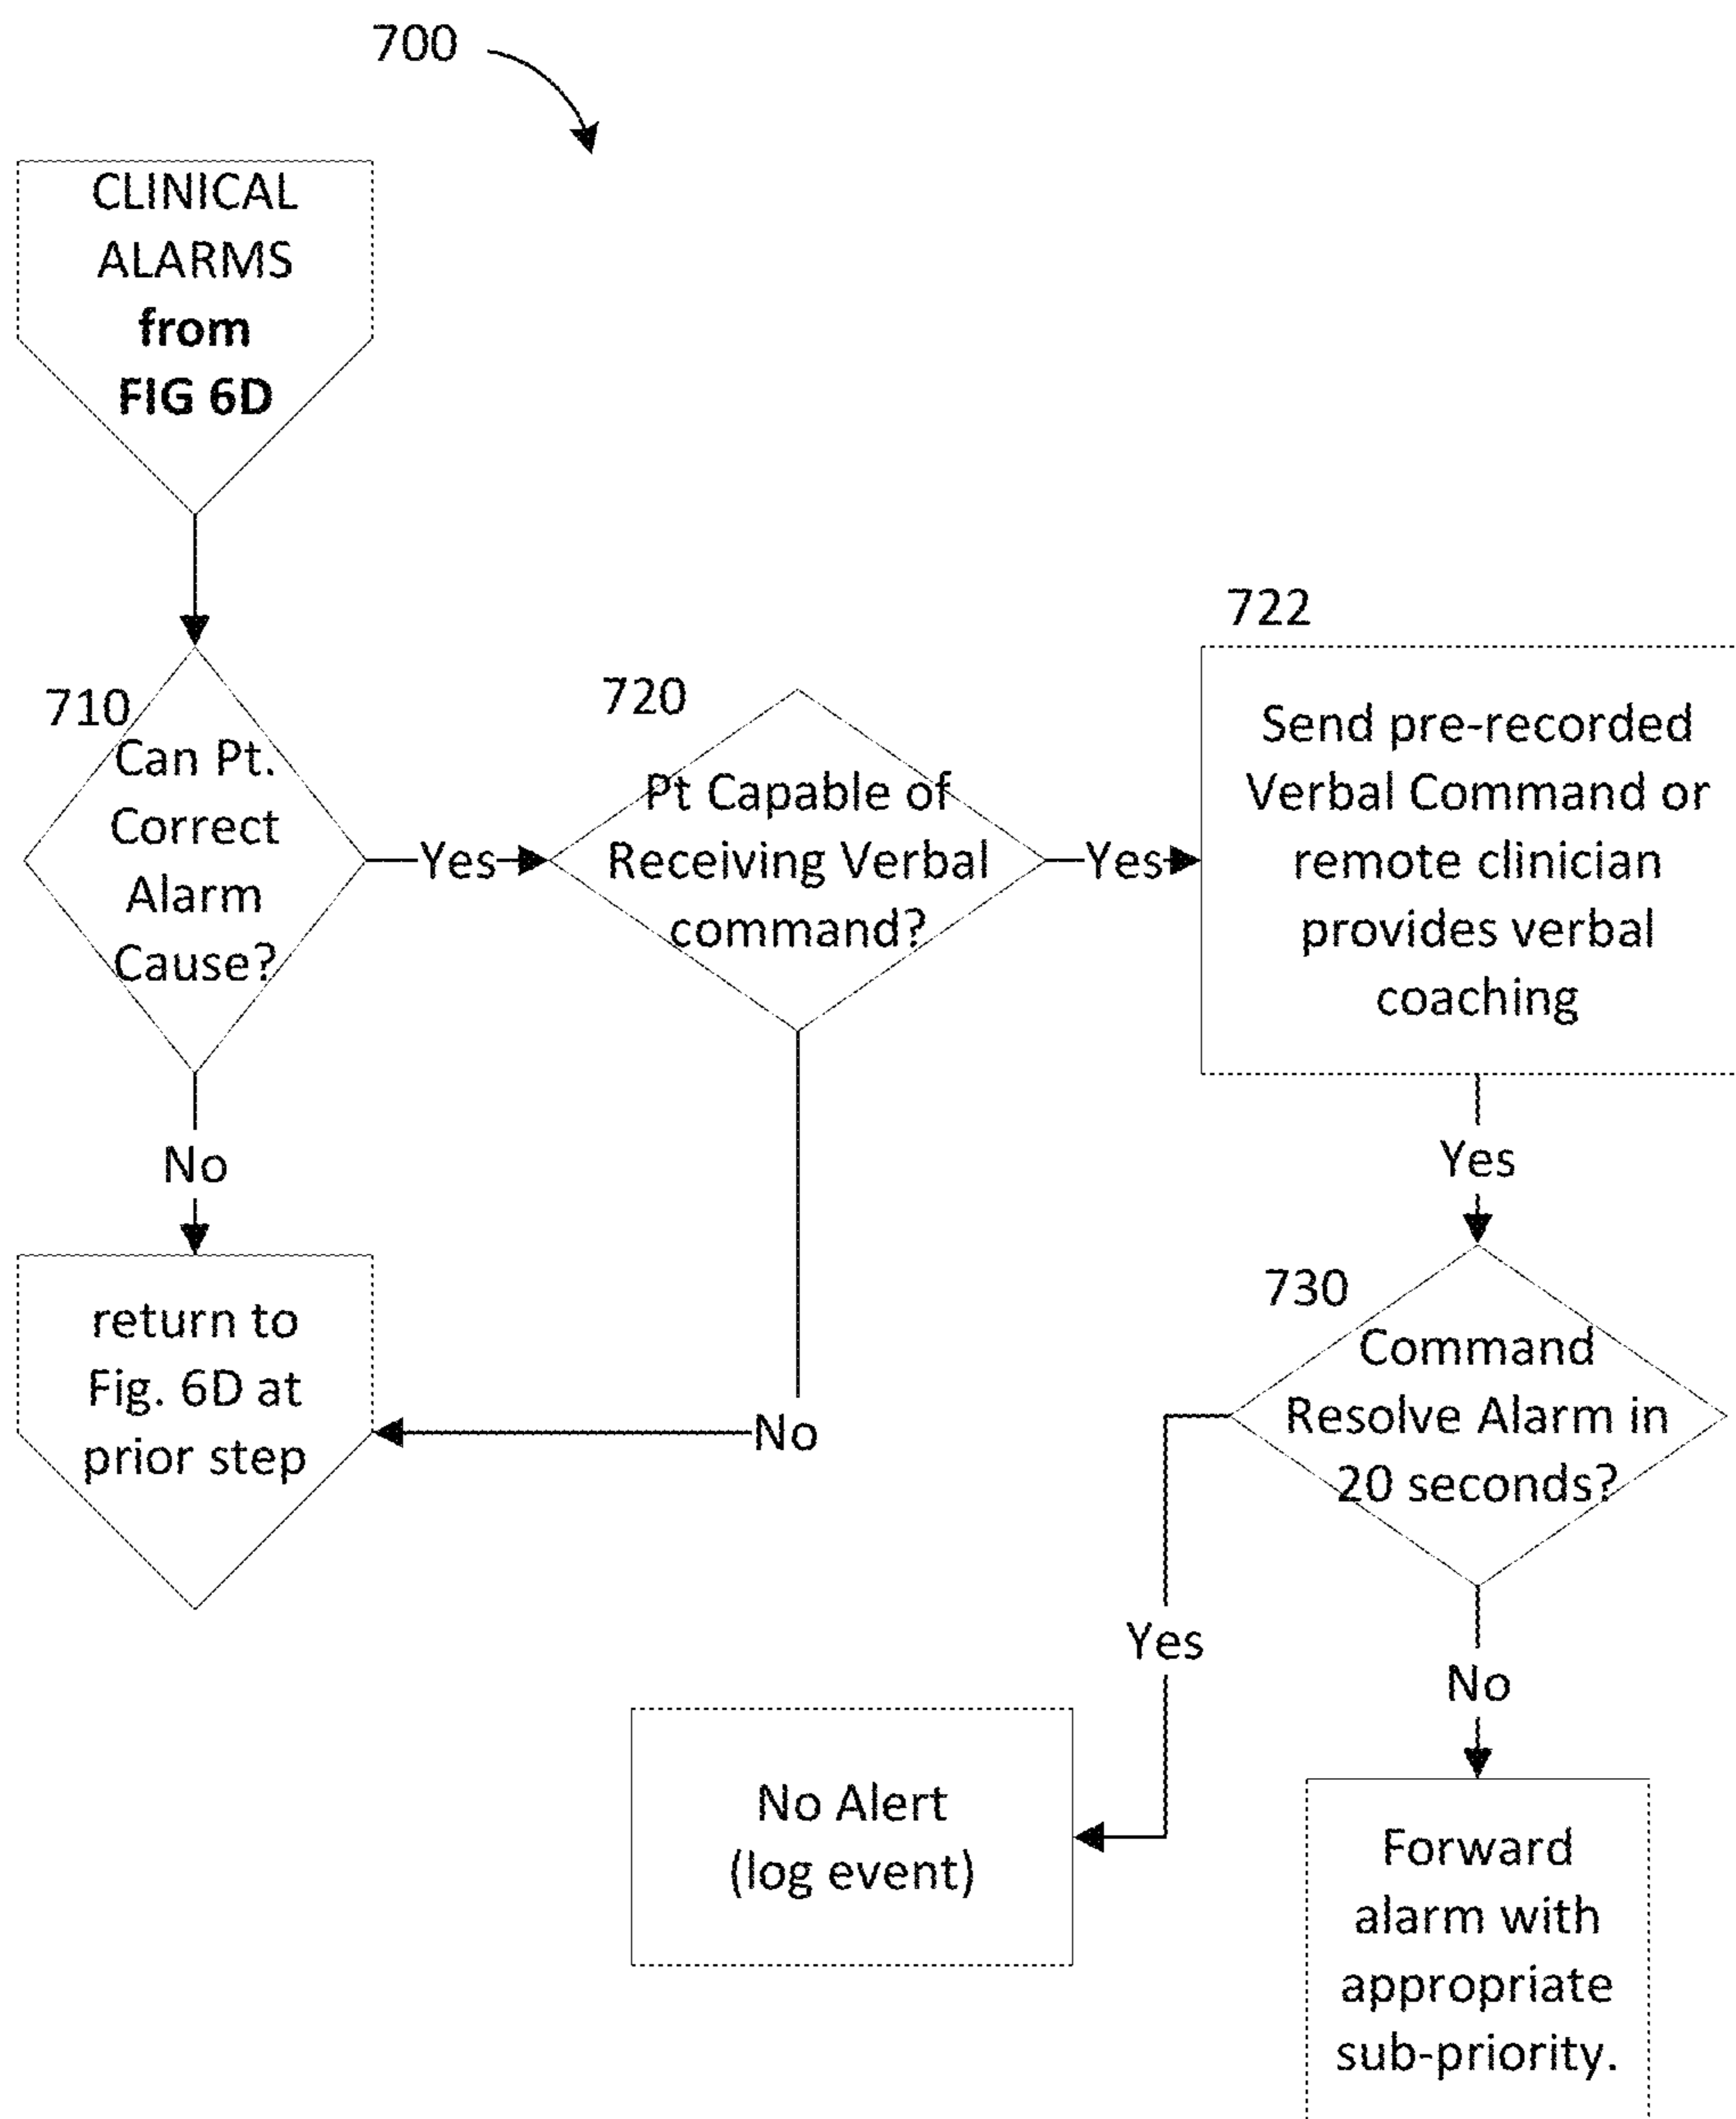 700
CLINICAL
ALARMS
from
FIG 6D
710
Can Pt.
Correct
Alarm
Cause?
Yes
720
Pt Capable of
Receiving Verbal
command?
Yes
722
Send pre-recorded
Verbal Command or
remote clinician
provides verbal
coaching
No
return to
Fig. 6D at
prior step
No
Yes
730
Command
Resolve Alarm in
20 seconds?
Yes
No Alert
(log event)
No
Forward
alarm with
appropriate
sub-priority.